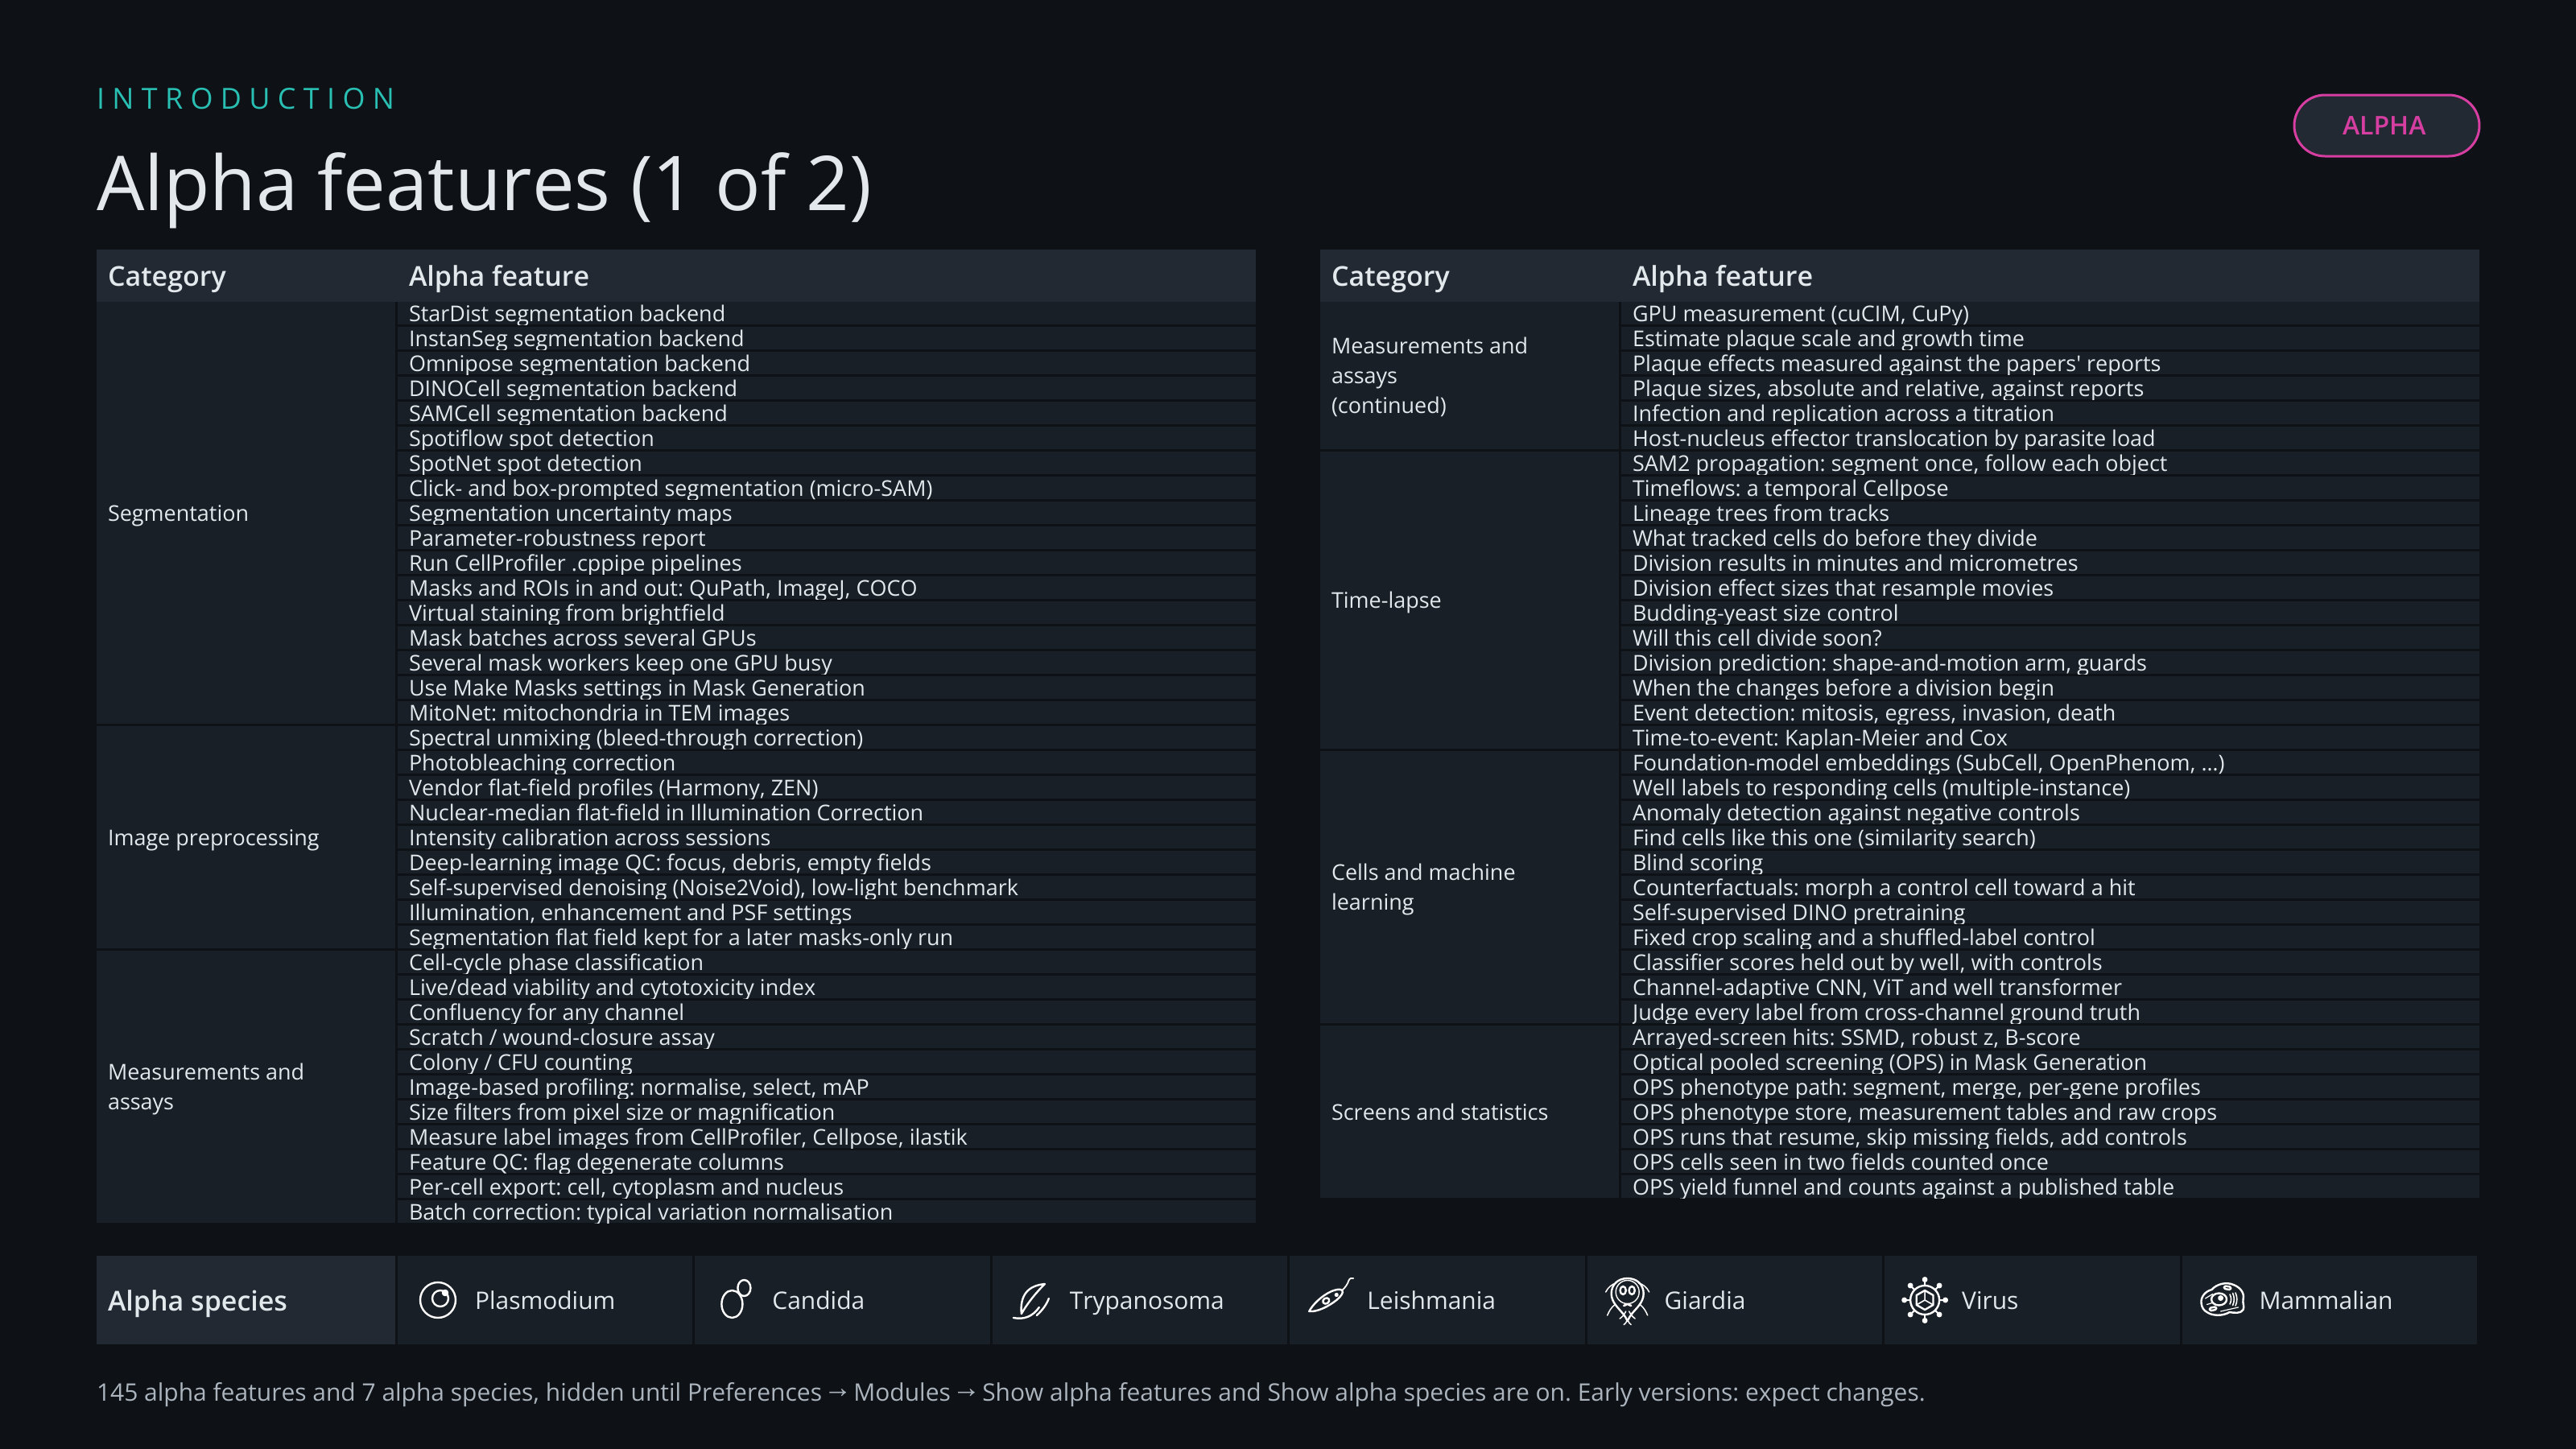 INTRODUCTION
ALPHA
Alpha features (1 of 2)
Category Alpha feature
Segmentation
StarDist segmentation backend
InstanSeg segmentation backend
Omnipose segmentation backend
DINOCell segmentation backend
SAMCell segmentation backend
Spotiflow spot detection
SpotNet spot detection
Click- and box-prompted segmentation (micro-SAM)
Segmentation uncertainty maps
Parameter-robustness report
Run CellProfiler .cppipe pipelines
Masks and ROIs in and out: QuPath, ImageJ, COCO
Virtual staining from brightfield
Mask batches across several GPUs
Several mask workers keep one GPU busy
Use Make Masks settings in Mask Generation
MitoNet: mitochondria in TEM images
Image preprocessing
Spectral unmixing (bleed-through correction)
Photobleaching correction
Vendor flat-field profiles (Harmony, ZEN)
Nuclear-median flat-field in Illumination Correction
Intensity calibration across sessions
Deep-learning image QC: focus, debris, empty fields
Self-supervised denoising (Noise2Void), low-light benchmark
Illumination, enhancement and PSF settings
Segmentation flat field kept for a later masks-only run
Measurements and
assays
Cell-cycle phase classification
Live/dead viability and cytotoxicity index
Confluency for any channel
Scratch / wound-closure assay
Colony / CFU counting
Image-based profiling: normalise, select, mAP
Size filters from pixel size or magnification
Measure label images from CellProfiler, Cellpose, ilastik
Feature QC: flag degenerate columns
Per-cell export: cell, cytoplasm and nucleus
Batch correction: typical variation normalisation
Category Alpha feature
Measurements and
assays
(continued)
GPU measurement (cuCIM, CuPy)
Estimate plaque scale and growth time
Plaque effects measured against the papers' reports
Plaque sizes, absolute and relative, against reports
Infection and replication across a titration
Host-nucleus effector translocation by parasite load
Time-lapse
SAM2 propagation: segment once, follow each object
Timeflows: a temporal Cellpose
Lineage trees from tracks
What tracked cells do before they divide
Division results in minutes and micrometres
Division effect sizes that resample movies
Budding-yeast size control
Will this cell divide soon?
Division prediction: shape-and-motion arm, guards
When the changes before a division begin
Event detection: mitosis, egress, invasion, death
Time-to-event: Kaplan-Meier and Cox
Cells and machine
learning
Foundation-model embeddings (SubCell, OpenPhenom, ...)
Well labels to responding cells (multiple-instance)
Anomaly detection against negative controls
Find cells like this one (similarity search)
Blind scoring
Counterfactuals: morph a control cell toward a hit
Self-supervised DINO pretraining
Fixed crop scaling and a shuffled-label control
Classifier scores held out by well, with controls
Channel-adaptive CNN, ViT and well transformer
Judge every label from cross-channel ground truth
Screens and statistics
Arrayed-screen hits: SSMD, robust z, B-score
Optical pooled screening (OPS) in Mask Generation
OPS phenotype path: segment, merge, per-gene profiles
OPS phenotype store, measurement tables and raw crops
OPS runs that resume, skip missing fields, add controls
OPS cells seen in two fields counted once
OPS yield funnel and counts against a published table
Alpha species Plasmodium Candida Trypanosoma Leishmania Giardia Virus Mammalian
145 alpha features and 7 alpha species, hidden until Preferences → Modules → Show alpha features and Show alpha species are on. Early versions: expect changes.